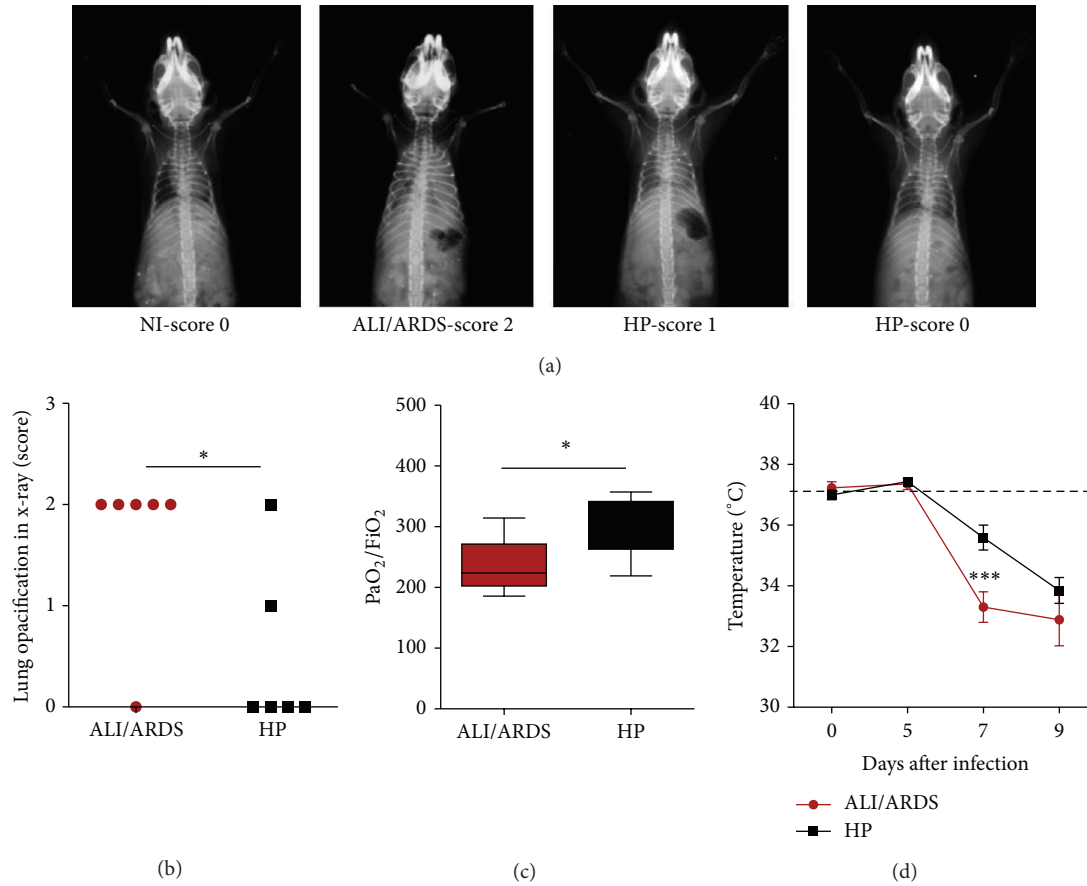 NI-score 0
ALI/ARDS-score 2
HP-score 1
HP-score 0
(a)
Lung opacification in x-ray (score)
3
2
1
0
*
ALI/ARDS
HP
(b)
PaO₂/FiO₂
500
400
300
200
100
0
*
ALI/ARDS
HP
(c)
Temperature (°C)
40
38
36
34
32
30
***
0
5
7
9
Days after infection
ALI/ARDS
HP
(d)